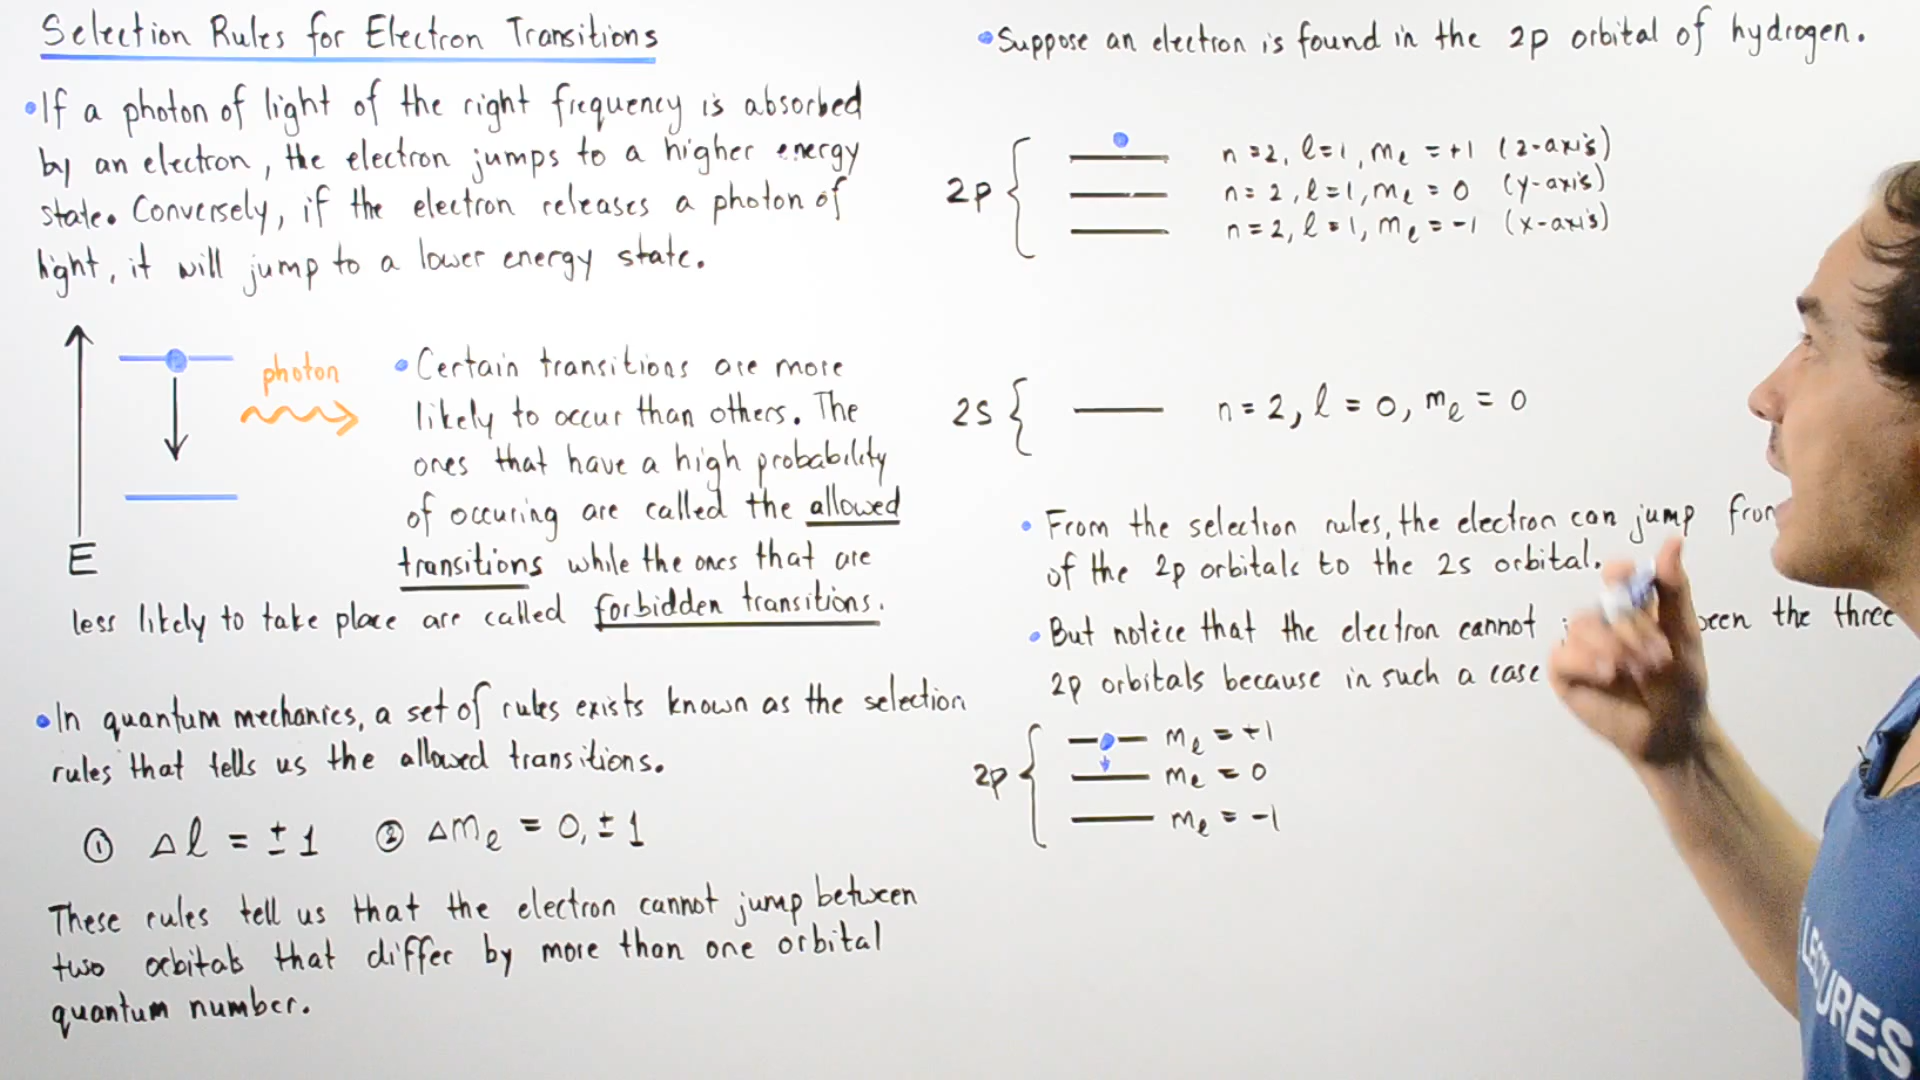 Selection Rules for Electron Transitions
•If a photon of light of the right frequency is absorbed
by an electron, the electron jumps to a higher energy
state. Conversely, if the electron releases a photon of
light, it will jump to a lower energy state.
photon
E
• Certain transitions are more
likely to occur than others. The
ones that have a high probability
of occuring are called the allowed
transitions while the ones that are
less likely to take place are called forbidden transitions.
•In quantum mechanics, a set of rules exists known as the selection
rules that tells us the allowed transitions.
① Δl = ±1 ② Δmℓ = 0, ±1
These rules tell us that the electron cannot jump between
two orbitals that differ by more than one orbital
quantum number.
•Suppose an electron is found in the 2p orbital of hydrogen.
2p
n=2, l=1, mℓ = +1 (z-axis)
n=2, l=1, mℓ = 0 (y-axis)
n=2, l=1, mℓ = -1 (x-axis)
2s
n=2, l=0, mℓ = 0
• From the selection rules, the electron can jump
of the 2p orbitals to the 2s orbital.
• But notice that the electron cannot the three
2p orbitals because in such a case
2p
mℓ = +1
mℓ = 0
mℓ = -1
LECTURES